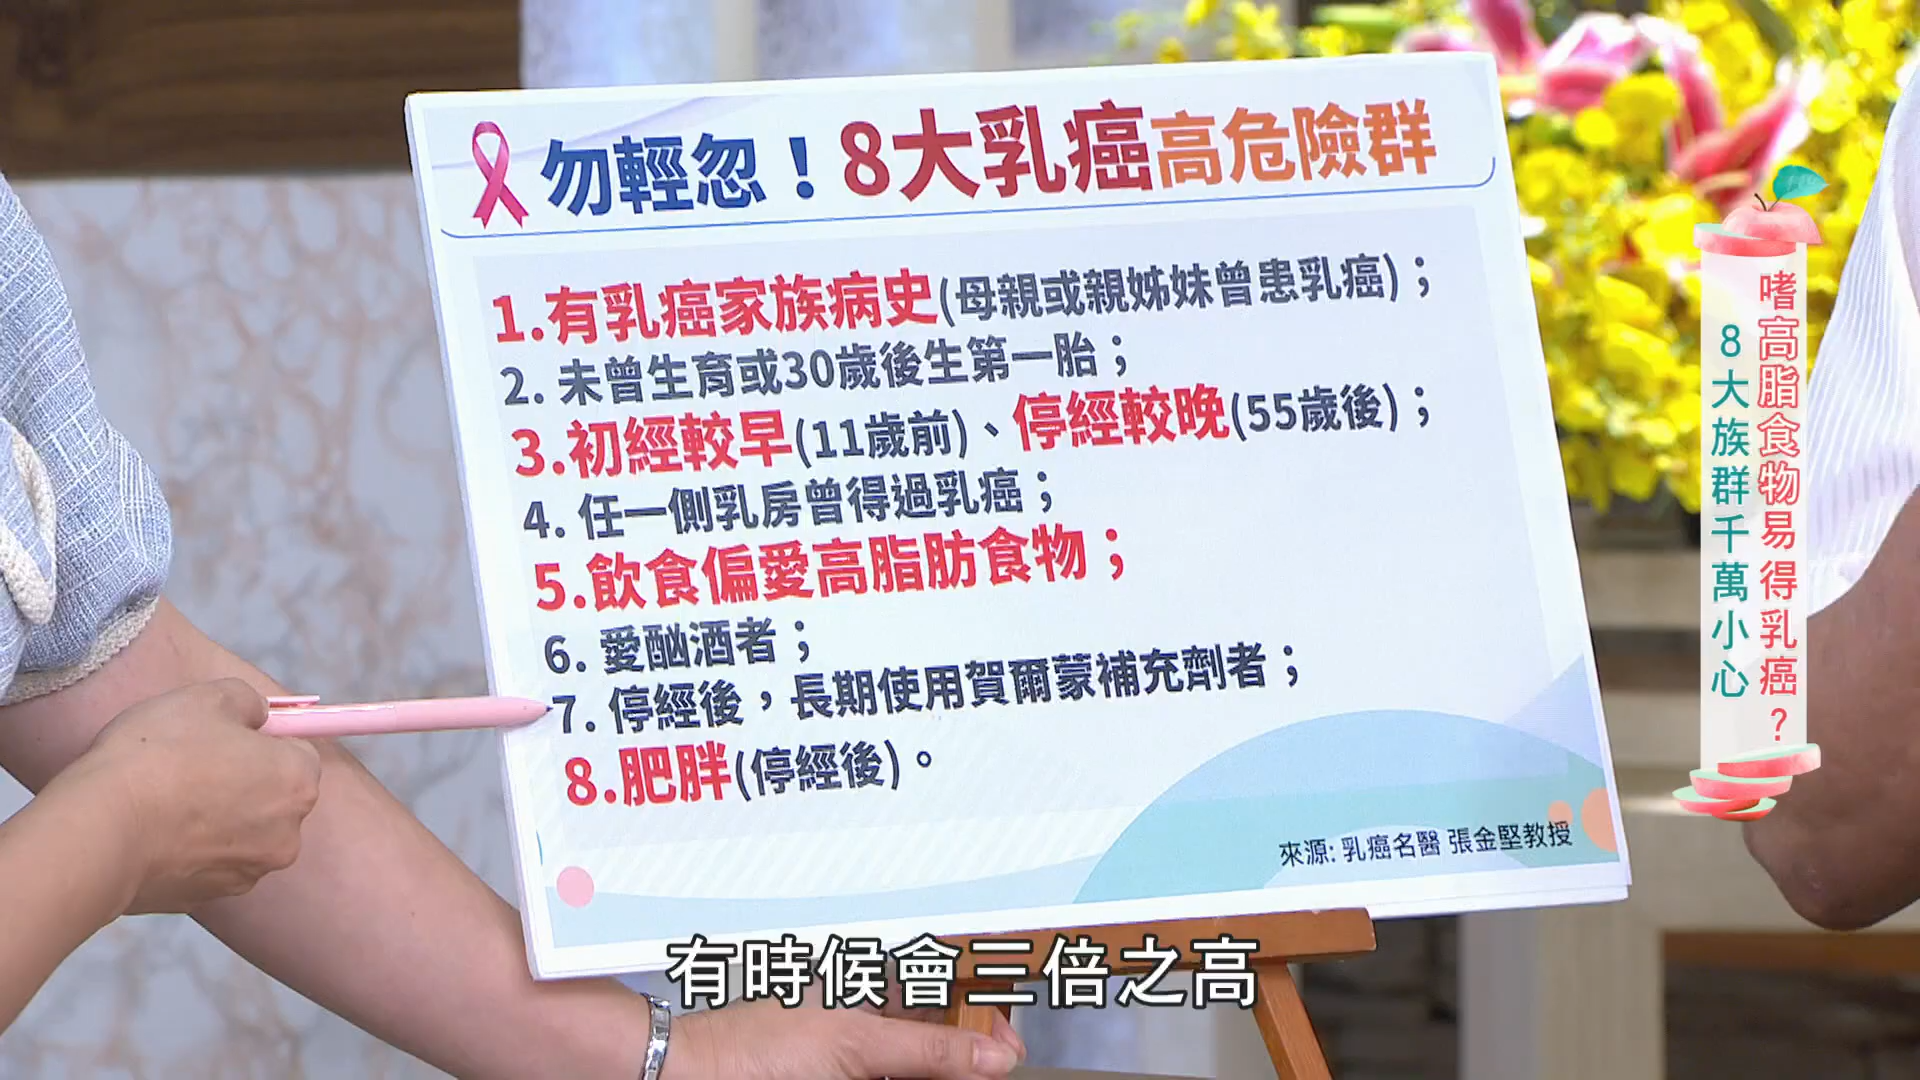 勿輕忽！8大乳癌高危險群
1.有乳癌家族病史(母親或親姊妹曾患乳癌)；
2. 未曾生育或30歲後生第一胎；
3.初經較早(11歲前)、停經較晚(55歲後)；
4. 任一側乳房曾得過乳癌；
5.飲食偏愛高脂肪食物；
6. 愛酗酒者；
7. 停經後，長期使用賀爾蒙補充劑者；
8.肥胖(停經後)。
來源: 乳癌名醫 張金堅教授
嗜高脂食物易得乳癌？
8大族群千萬小心
有時候會三倍之高